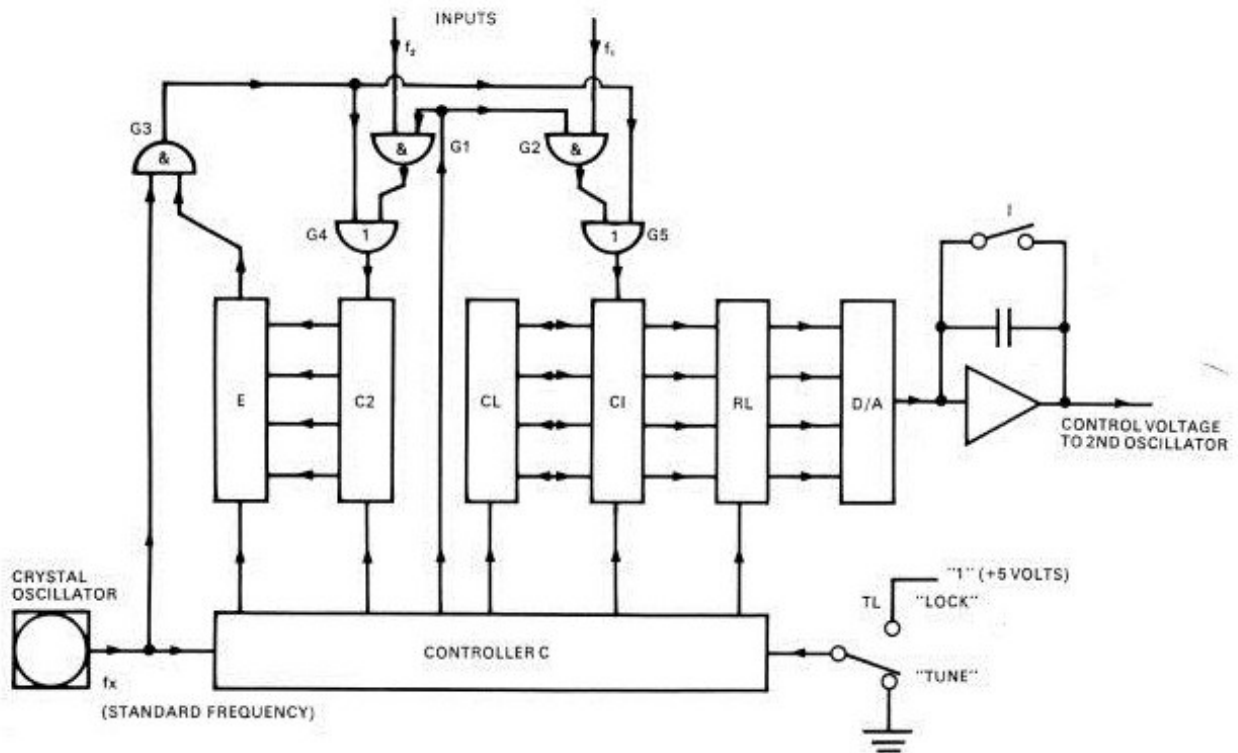 INPUTS
f₂
f₁
G3
&
&
G1
G2
&
G4
1
1
G5
I
E
C2
CL
CI
RL
D/A
CONTROL VOLTAGE
TO 2ND OSCILLATOR
CRYSTAL
OSCILLATOR
fx
(STANDARD FREQUENCY)
CONTROLLER C
"1" (+5 VOLTS)
TL
"LOCK"
"TUNE"